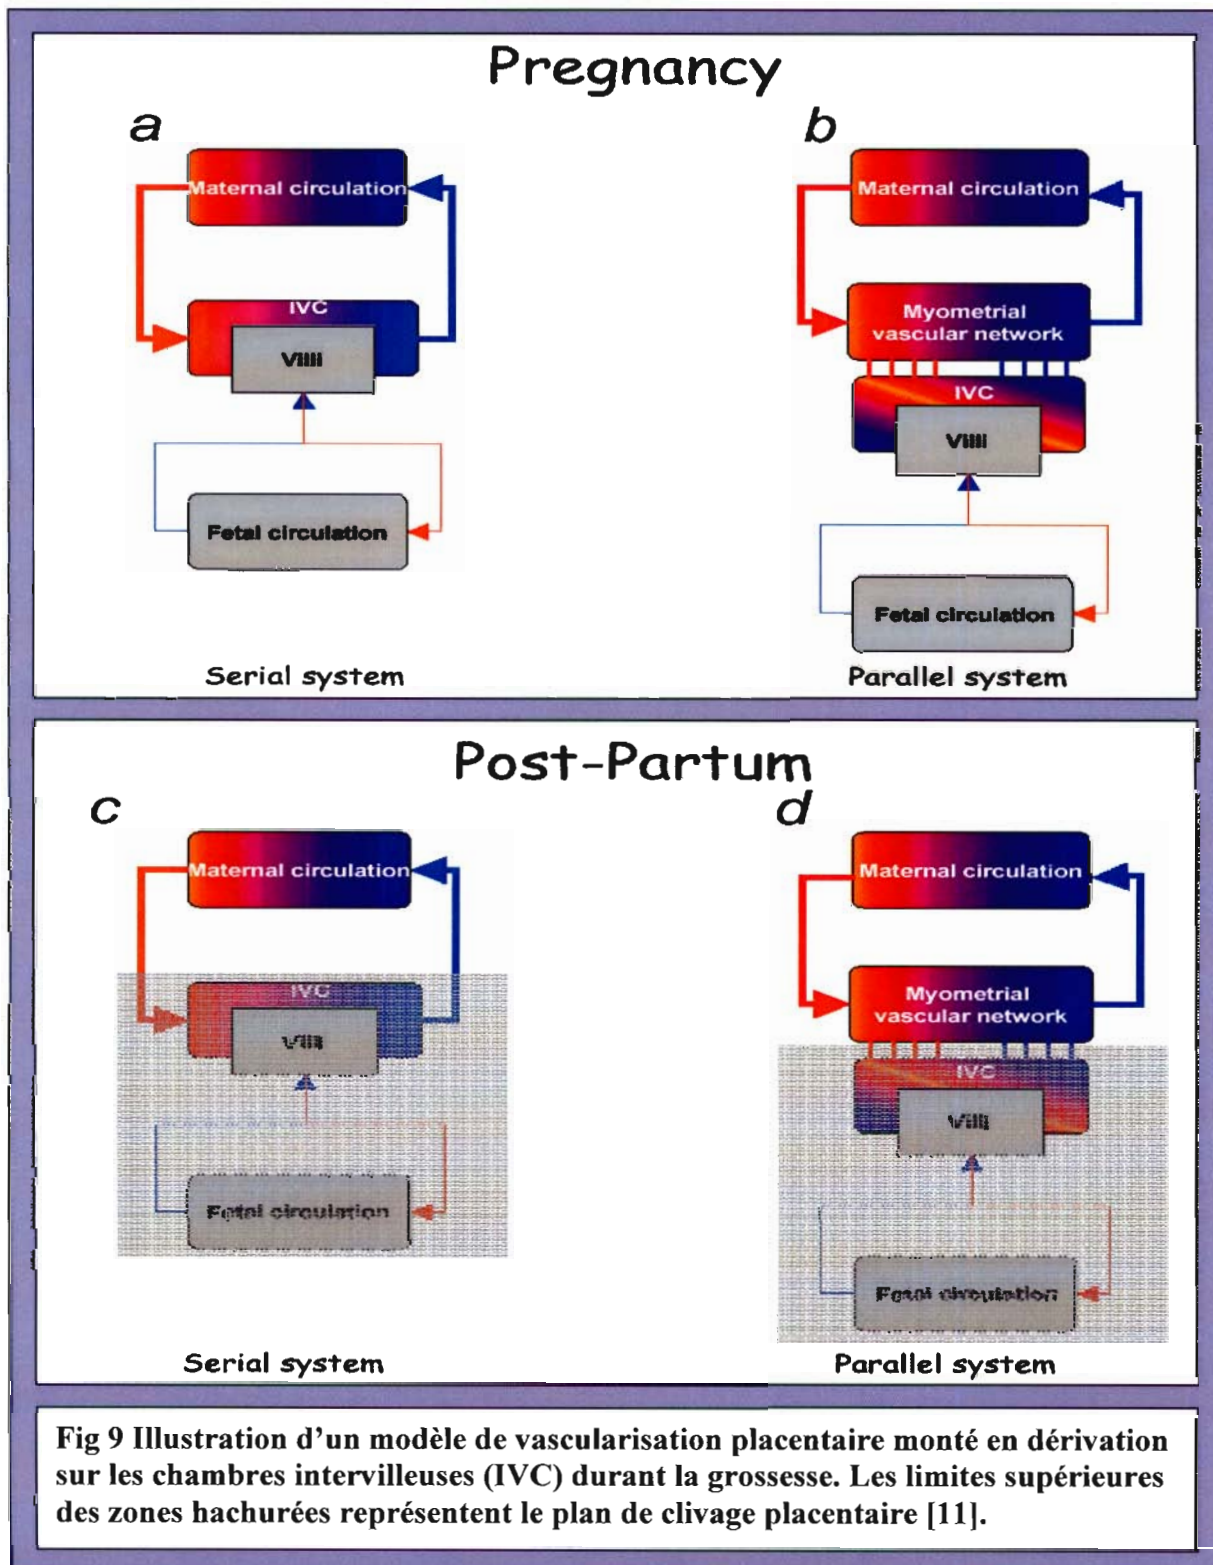 Pregnancy
a
Maternal circulation
IVC
Villi
Fetal circulation
Serial system
b
Maternal circulation
Myometrial
vascular network
IVC
Villi
Fetal circulation
Parallel system
Post-Partum
c
Maternal circulation
IVC
Villi
Fetal circulation
Serial system
d
Maternal circulation
Myometrial
vascular network
IVC
Villi
Fetal circulation
Parallel system
Fig 9 Illustration d'un modèle de vascularisation placentaire monté en dérivation
sur les chambres intervilleuses (IVC) durant la grossesse. Les limites supérieures
des zones hachurées représentent le plan de clivage placentaire [11].